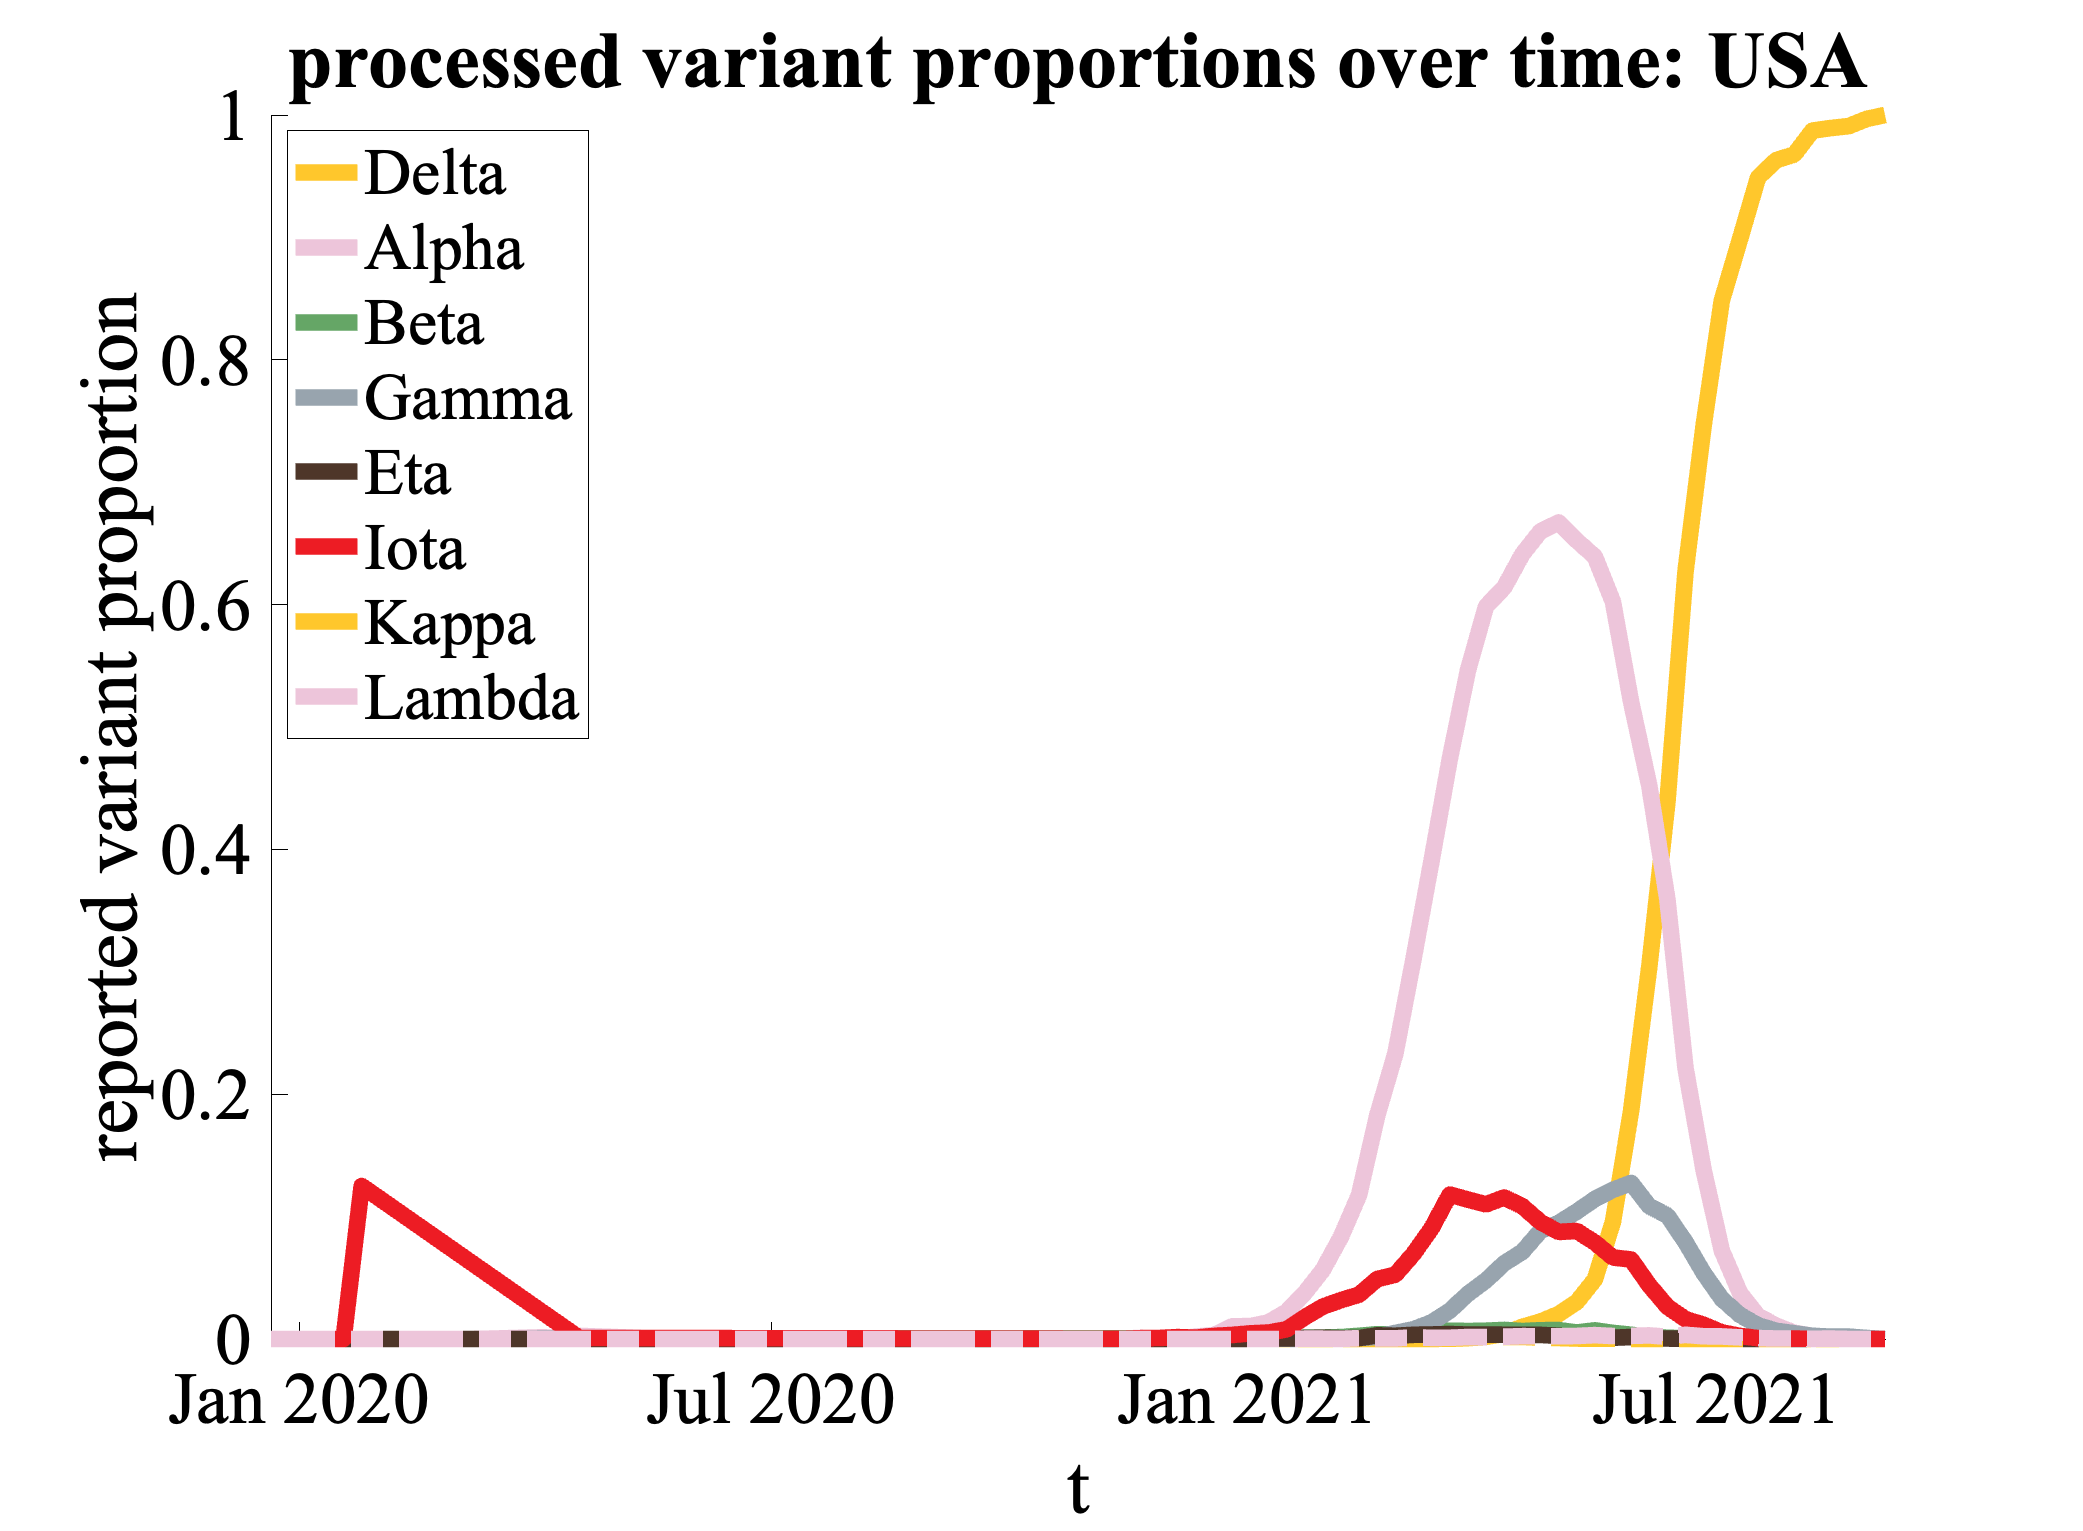 processed variant proportions over time: USA
1
0.8
0.6
0.4
0.2
0
reported variant proportion
Delta
Alpha
Beta
Gamma
Eta
Iota
Kappa
Lambda
Jan 2020
Jul 2020
Jan 2021
Jul 2021
t